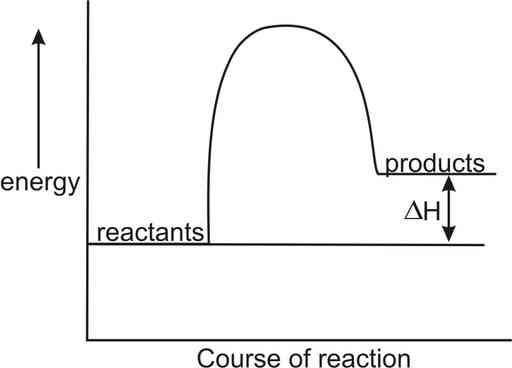 products
energy
ΔH
reactants
Course of reaction